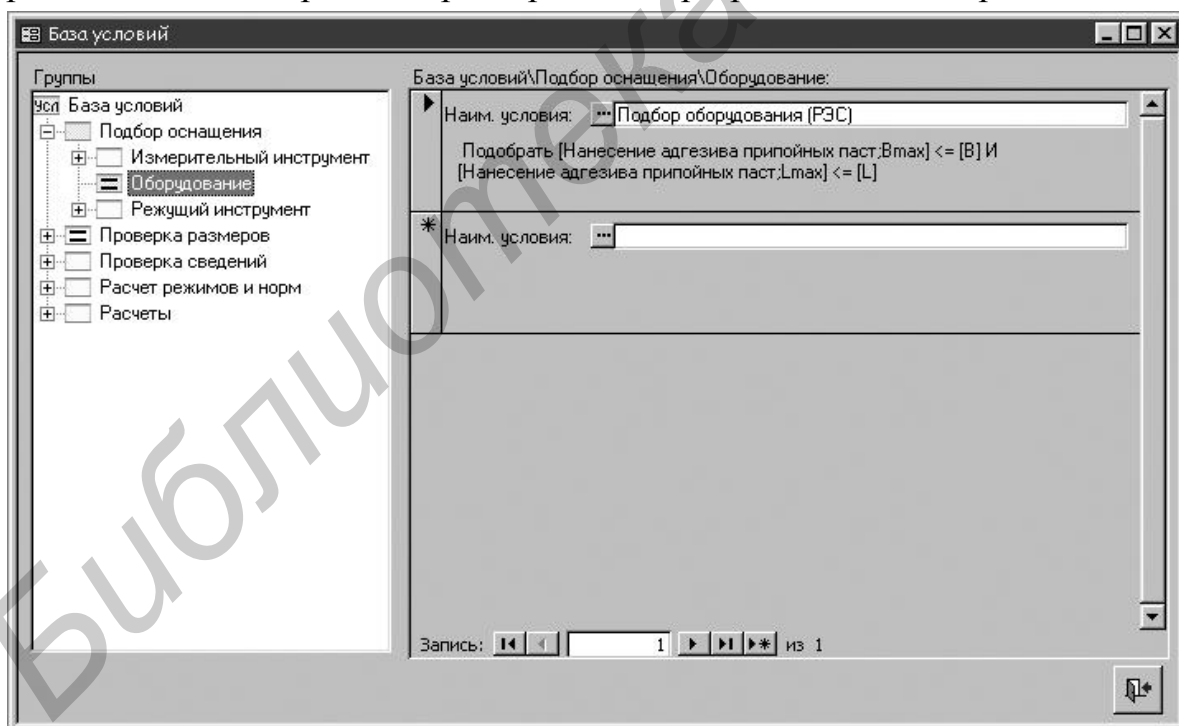 База условий
Группы
База условий\Подбор оснащения\Оборудование:
Усл База условий
Подбор оснащения
Измерительный инструмент
Оборудование
Режущий инструмент
Проверка размеров
Проверка сведений
Расчет режимов и норм
Расчеты
Наим. условия: ... Подбор оборудования (РЭС)
Подобрать [Нанесение адгезива припойных паст;Bmax] <= [B] И
[Нанесение адгезива припойных паст;Lmax] <= [L]
Наим. условия: ...
Запись: 1 из 1
Библиотека